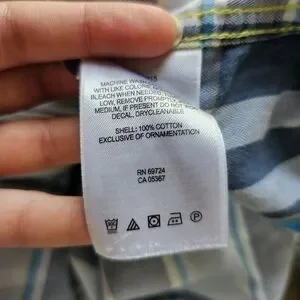 MACHINE WASH
WITH LIKE COLORS
BLEACH WHEN NEEDED
LOW, REMOVE PROMPTLY
MEDIUM, IF PRESENT DO NOT
DECAL, DRYCLEANABLE
SHELL: 100% COTTON
EXCLUSIVE OF ORNAMENTATION
RN 69724
CA 05367
P